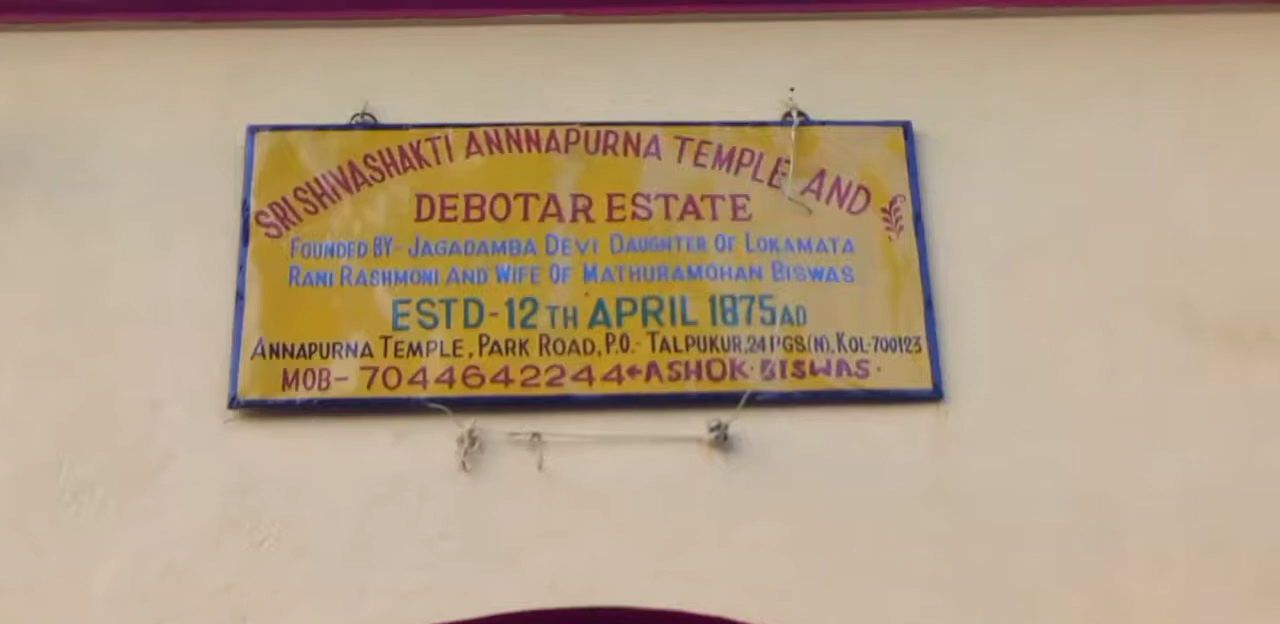 SRI SHIVASHAKTI ANNNAPURNA TEMPLE AND
DEBOTAR ESTATE
FOUNDED BY- JAGADAMBA DEVI DAUGHTER OF LOKAMATA
RANI RASHMONI AND WIFE OF MATHURAMOHAN BISWAS
ESTD-12TH APRIL 1875AD
ANNAPURNA TEMPLE, PARK ROAD, P.O.- TALPUKUR, 24 PGS(N), KOL-700123
MOB- 7044642244 ASHOK BISWAS.